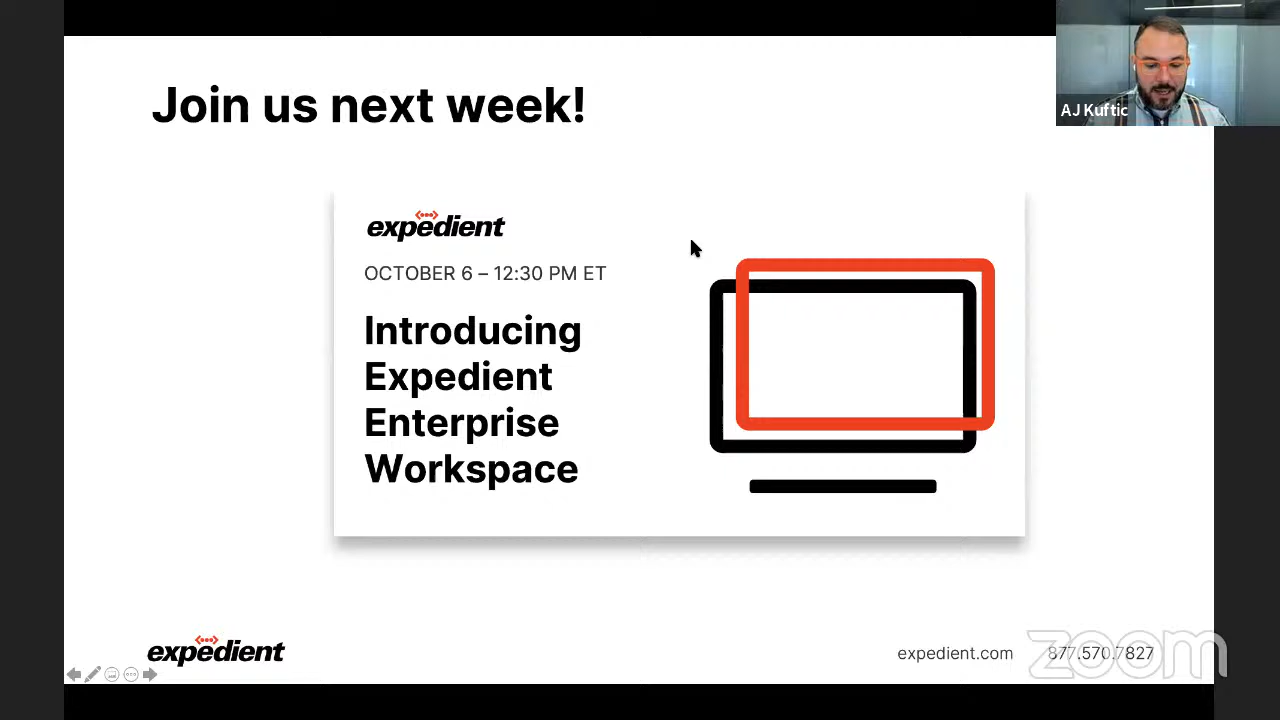 Join us next week!
AJ Kuftic
expedient
OCTOBER 6 – 12:30 PM ET
Introducing
Expedient
Enterprise
Workspace
expedient
expedient.com
877.570.7827
zoom